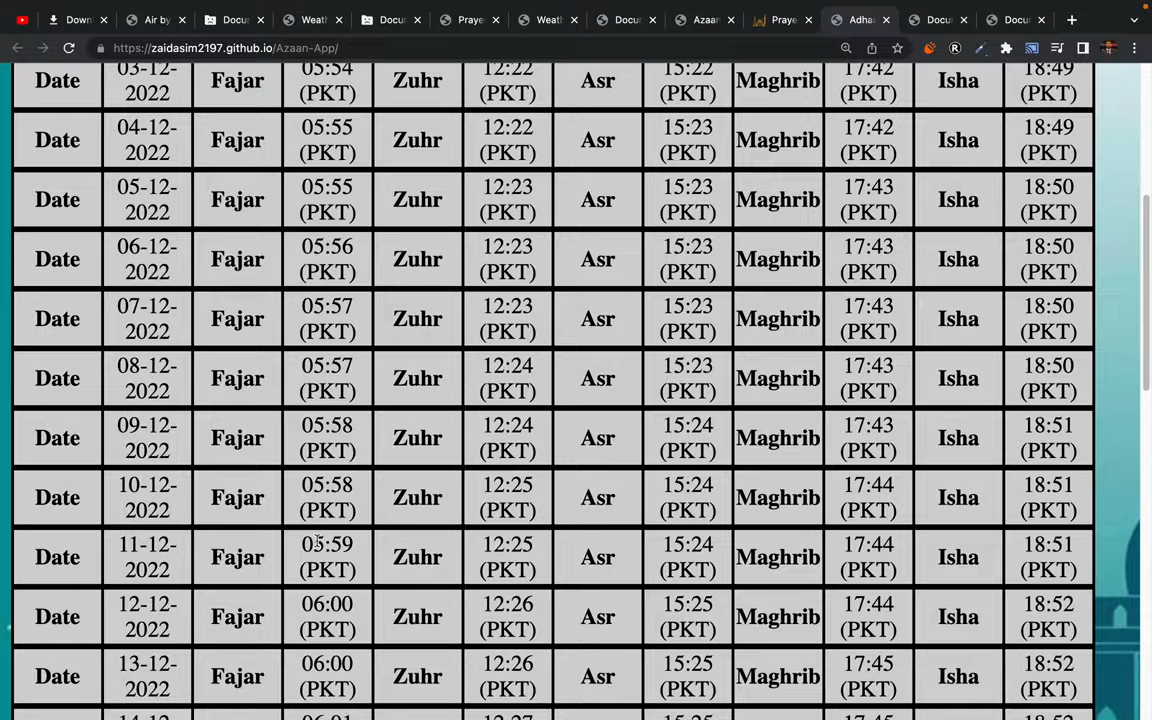 Downl
Air by
Docur
Weath
Docur
Praye
Weath
Docur
Azaan
Praye
Adha
Docur
Docur
https://zaidasim2197.github.io/Azaan-App/
Date 03-12- Fajar 05:54 Zuhr 12:22 Asr 15:22 Maghrib 17:42 Isha 18:49
2022 (PKT) (PKT) (PKT) (PKT) (PKT)
Date 04-12- Fajar 05:55 Zuhr 12:22 Asr 15:23 Maghrib 17:42 Isha 18:49
2022 (PKT) (PKT) (PKT) (PKT) (PKT)
Date 05-12- Fajar 05:55 Zuhr 12:23 Asr 15:23 Maghrib 17:43 Isha 18:50
2022 (PKT) (PKT) (PKT) (PKT) (PKT)
Date 06-12- Fajar 05:56 Zuhr 12:23 Asr 15:23 Maghrib 17:43 Isha 18:50
2022 (PKT) (PKT) (PKT) (PKT) (PKT)
Date 07-12- Fajar 05:57 Zuhr 12:23 Asr 15:23 Maghrib 17:43 Isha 18:50
2022 (PKT) (PKT) (PKT) (PKT) (PKT)
Date 08-12- Fajar 05:57 Zuhr 12:24 Asr 15:23 Maghrib 17:43 Isha 18:50
2022 (PKT) (PKT) (PKT) (PKT) (PKT)
Date 09-12- Fajar 05:58 Zuhr 12:24 Asr 15:24 Maghrib 17:43 Isha 18:51
2022 (PKT) (PKT) (PKT) (PKT) (PKT)
Date 10-12- Fajar 05:58 Zuhr 12:25 Asr 15:24 Maghrib 17:44 Isha 18:51
2022 (PKT) (PKT) (PKT) (PKT) (PKT)
Date 11-12- Fajar 05:59 Zuhr 12:25 Asr 15:24 Maghrib 17:44 Isha 18:51
2022 (PKT) (PKT) (PKT) (PKT) (PKT)
Date 12-12- Fajar 06:00 Zuhr 12:26 Asr 15:25 Maghrib 17:44 Isha 18:52
2022 (PKT) (PKT) (PKT) (PKT) (PKT)
Date 13-12- Fajar 06:00 Zuhr 12:26 Asr 15:25 Maghrib 17:45 Isha 18:52
2022 (PKT) (PKT) (PKT) (PKT) (PKT)